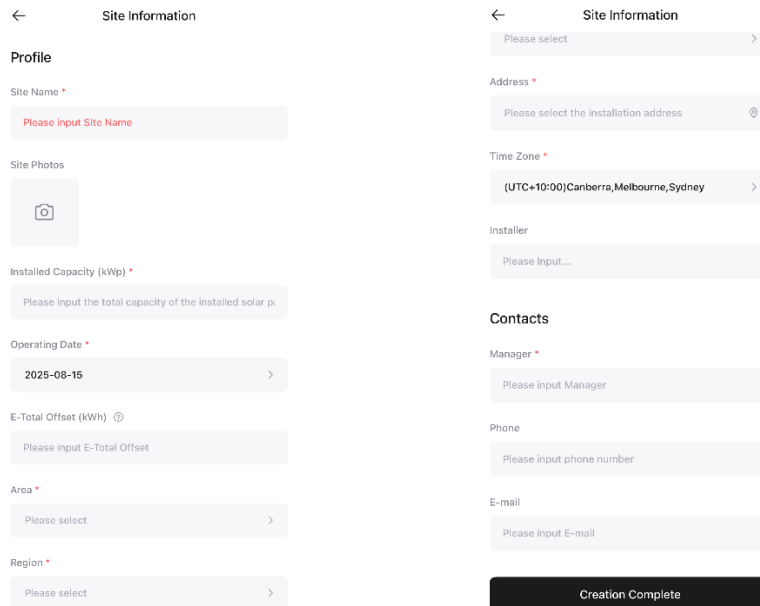 Site Information
Profile
Site Name *
Please input Site Name
Site Photos
Installed Capacity (kWp) *
Please input the total capacity of the installed solar pa
Operating Date *
2025-08-15
E-Total Offset (kWh)
Please input E-Total Offset
Area *
Please select
Region *
Please select
Site Information
Please select
Address *
Please select the installation address
Time Zone *
(UTC+10:00)Canberra,Melbourne,Sydney
Installer
Please Input...
Contacts
Manager *
Please input Manager
Phone
Please input phone number
E-mail
Please input E-mail
Creation Complete